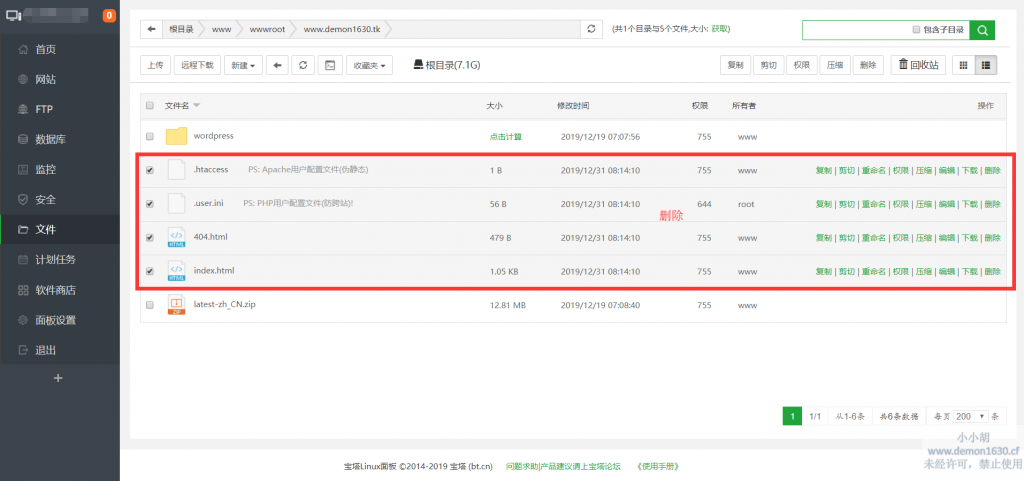 0
首页
网站
FTP
数据库
监控
安全
文件
计划任务
软件商店
面板设置
退出
根目录 www wwwroot www.demon1630.tk (共1个目录与5个文件,大小: 获取) 包含子目录
上传 远程下载 新建 收藏夹 根目录(7.1G) 复制 剪切 权限 压缩 删除 回收站
文件名 大小 修改时间 权限 所有者 操作
wordpress 点击计算 2019/12/19 07:07:56 755 www
.htaccess PS: Apache用户配置文件(伪静态) 1 B 2019/12/31 08:14:10 755 www 复制 | 剪切 | 重命名 | 权限 | 压缩 | 编辑 | 下载 | 删除
.user.ini PS: PHP用户配置文件(防跨站)! 56 B 2019/12/31 08:14:10 644 root 复制 | 剪切 | 重命名 | 权限 | 压缩 | 编辑 | 下载 | 删除
删除
404.html 479 B 2019/12/31 08:14:10 755 www 复制 | 剪切 | 重命名 | 权限 | 压缩 | 编辑 | 下载 | 删除
index.html 1.05 KB 2019/12/31 08:14:10 755 www 复制 | 剪切 | 重命名 | 权限 | 压缩 | 编辑 | 下载 | 删除
latest-zh_CN.zip 12.81 MB 2019/12/19 07:08:40 755 www
1 1/1 从1-6条 共6条数据 每页 200 条
宝塔Linux面板 ©2014-2019 宝塔 (bt.cn) 问题求助|产品建议请上宝塔论坛 《使用手册》
小小胡
www.demon1630.cf
未经许可，禁止使用